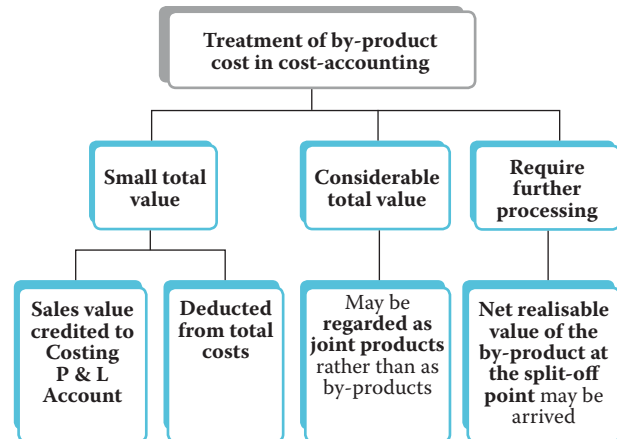 Treatment of by-product
cost in cost-accounting
Small total
value
Considerable
total value
Require
further
processing
Sales value
credited to
Costing
P & L
Account
Deducted
from total
costs
May be
regarded as
joint products
rather than as
by-products
Net realisable
value of the
by-product at
the split-off
point may be
arrived